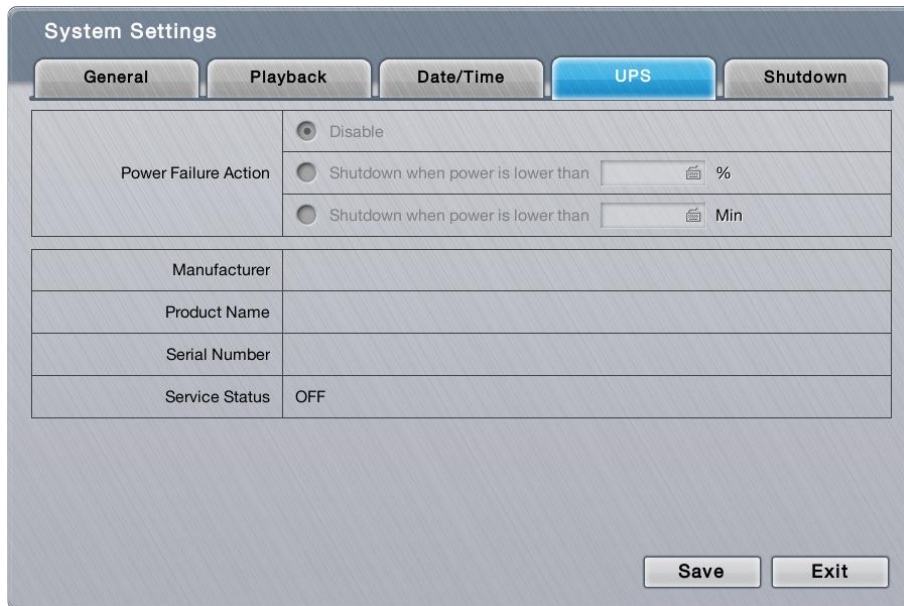 System Settings
General Playback Date/Time UPS Shutdown
Power Failure Action
Disable
Shutdown when power is lower than %
Shutdown when power is lower than Min
Manufacturer
Product Name
Serial Number
Service Status OFF
Save Exit